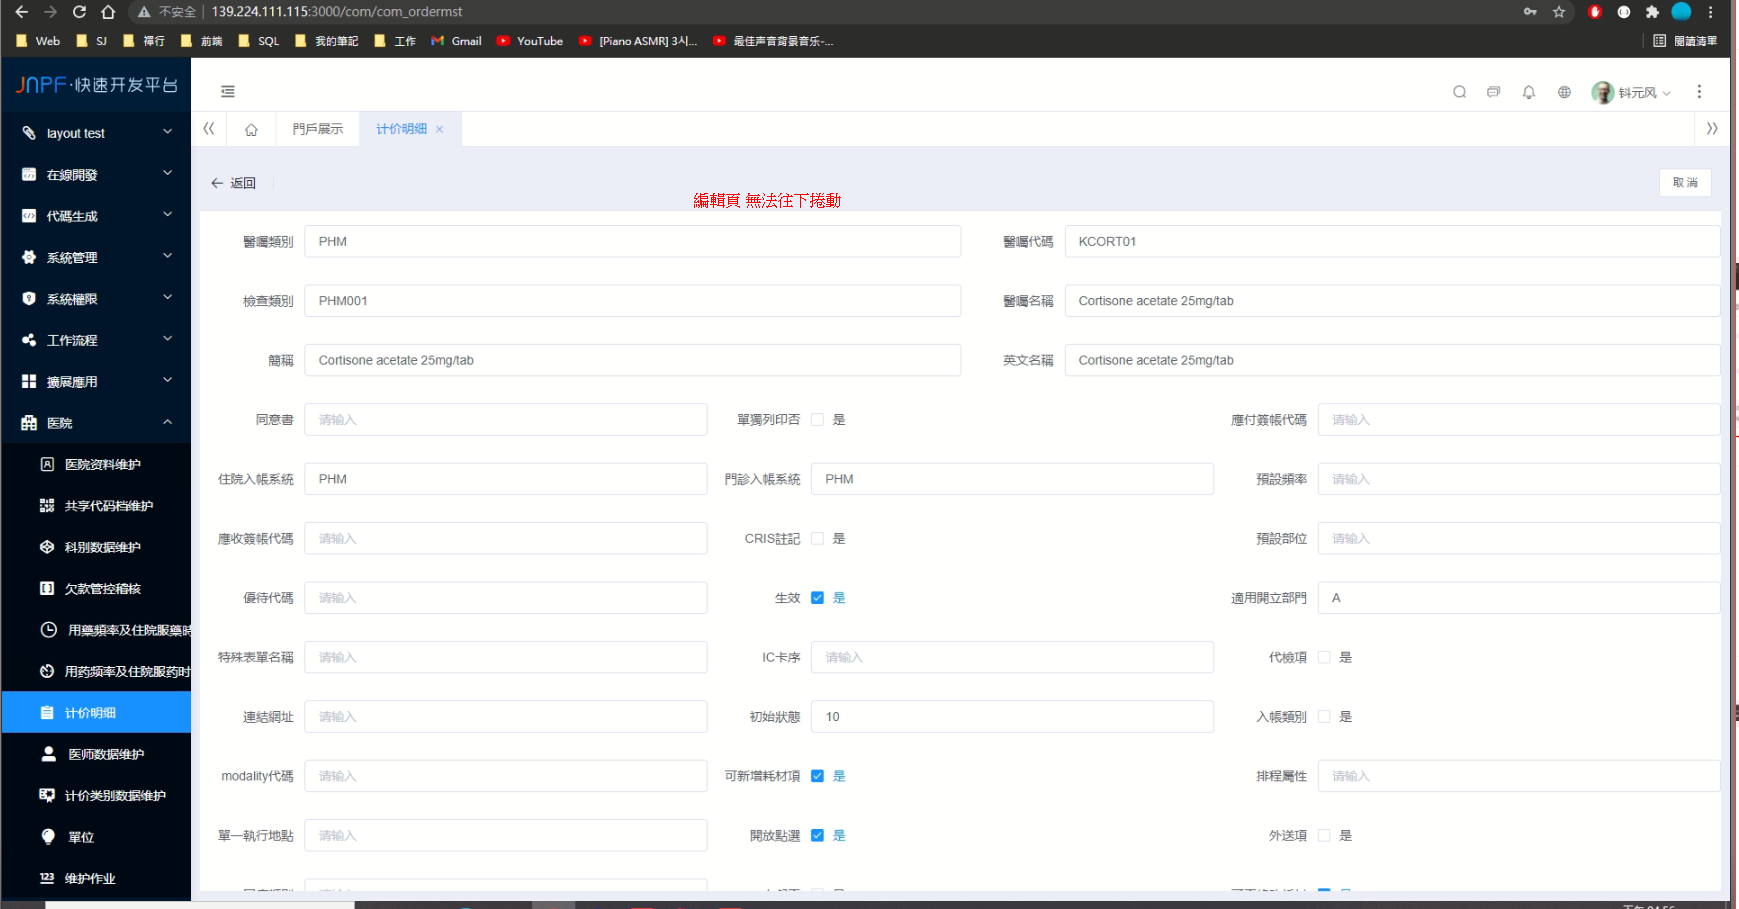 不安全 139.224.111.115:3000/com/com_ordermst
Web SJ 禪行 前端 SQL 我的筆記 工作 Gmail YouTube [Piano ASMR] 3시... 最佳声音背景音乐-... 閱讀清單
JNPF·快速开发平台
抖元风
門戶展示 计价明细
返回 取消
編輯頁 無法往下捲動
layout test
在線開發
代碼生成
系統管理
系統權限
工作流程
擴展應用
医院
医院资料维护
共享代码档维护
科别数据维护
欠款管控稽核
用藥頻率及住院服藥時
用药频率及住院服药时
计价明细
医师数据维护
计价类别数据维护
單位
维护作业
醫囑類別 PHM 醫囑代碼 KCORT01
檢查類別 PHM001 醫囑名稱 Cortisone acetate 25mg/tab
簡稱 Cortisone acetate 25mg/tab 英文名稱 Cortisone acetate 25mg/tab
同意書 请输入 單獨列印否 是 應付簽帳代碼 请输入
住院入帳系統 PHM 門診入帳系統 PHM 預設頻率 请输入
應收簽帳代碼 请输入 CRIS註記 是 預設部位 请输入
優待代碼 请输入 生效 是 適用開立部門 A
特殊表單名稱 请输入 IC卡序 请输入 代檢項 是
連結網址 请输入 初始狀態 10 入帳類別 是
modality代碼 请输入 可新增耗材項 是 排程屬性 请输入
單一執行地點 请输入 開放點選 是 外送項 是